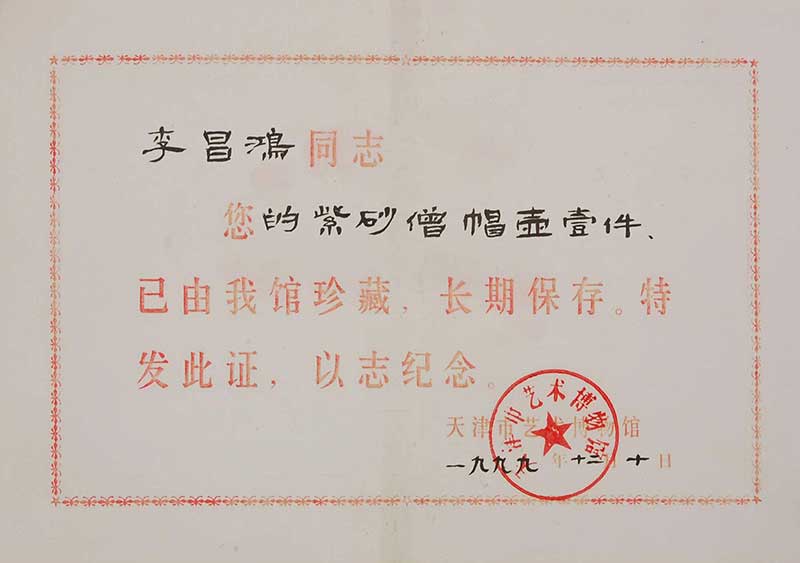 李昌鴻同志
您的紫砂僧帽壶壹件、
已由我馆珍藏，长期保存。特
发此证，以志纪念。
天津市艺术博物馆
一九九九年十二月十日
天津市艺术博物馆